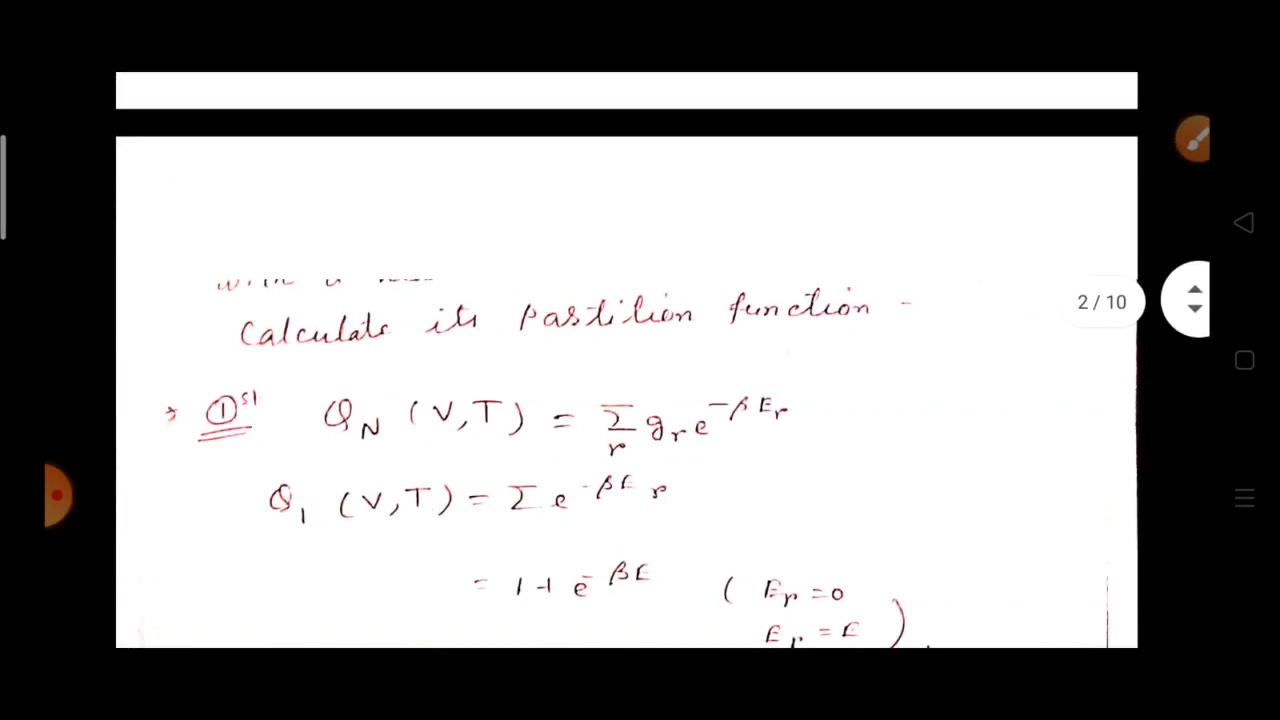 Calculate its partition function -
2 / 10
①st Q_N (V,T) = Σ_r g_r e^{-βE_r}
Q_1 (V,T) = Σ e^{-βE_r}
= 1 + e^{-βE} ( E_r = 0
E_r = E )